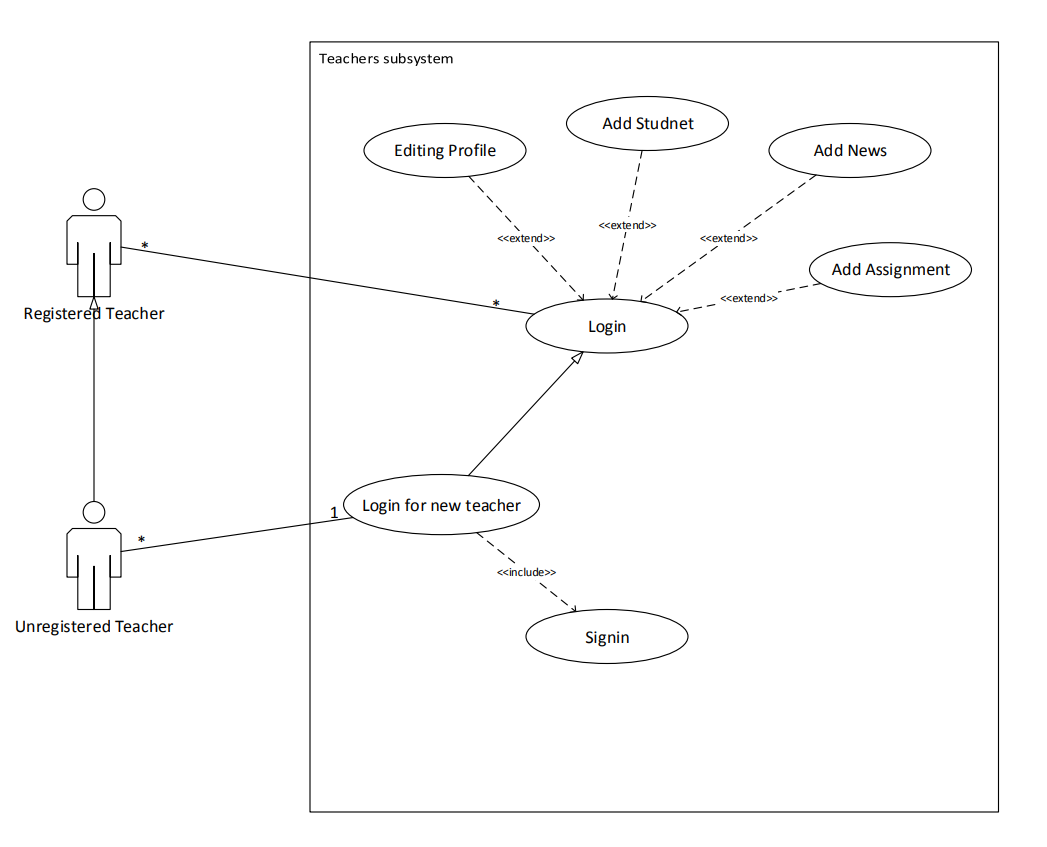 Teachers subsystem
Add Studnet
Editing Profile
Add News
<<extend>>
<<extend>>
<<extend>>
*
Add Assignment
<<extend>>
*
Registered Teacher
Login
Login for new teacher
1
*
<<include>>
Unregistered Teacher
Signin